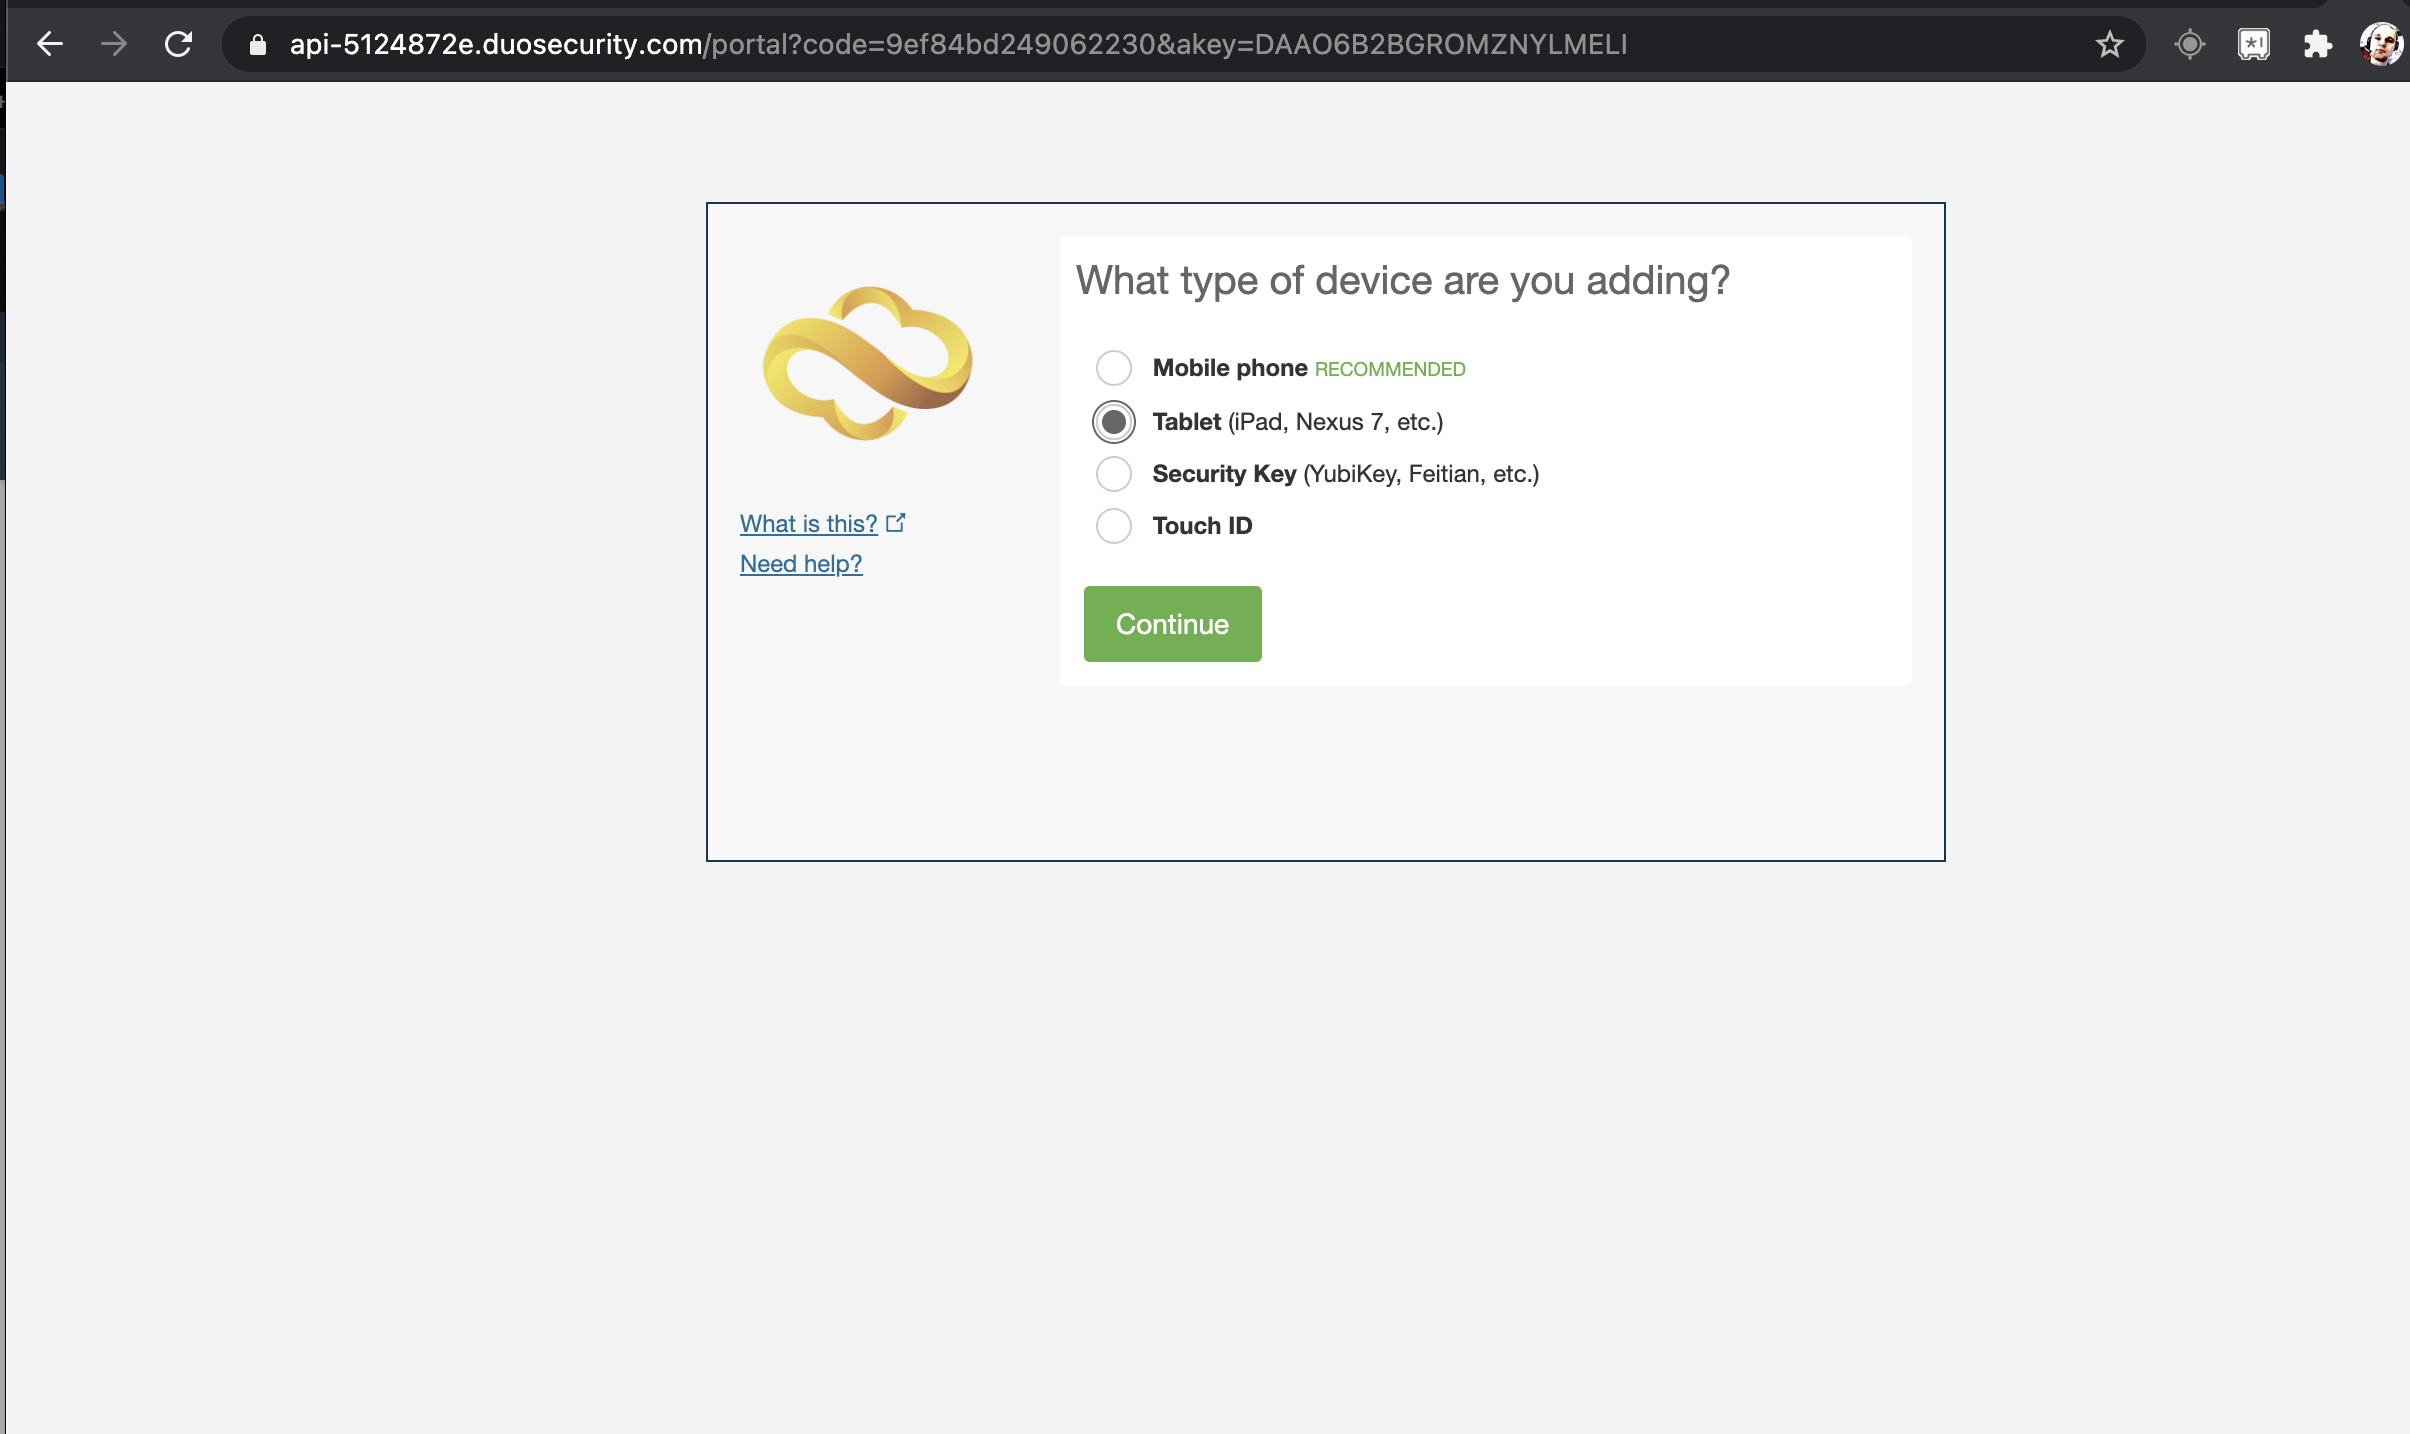 api-5124872e.duosecurity.com/portal?code=9ef84bd249062230&akey=DAAO6B2BGROMZNYLMELI
What type of device are you adding?
Mobile phone RECOMMENDED
Tablet (iPad, Nexus 7, etc.)
Security Key (YubiKey, Feitian, etc.)
Touch ID
What is this?
Need help?
Continue